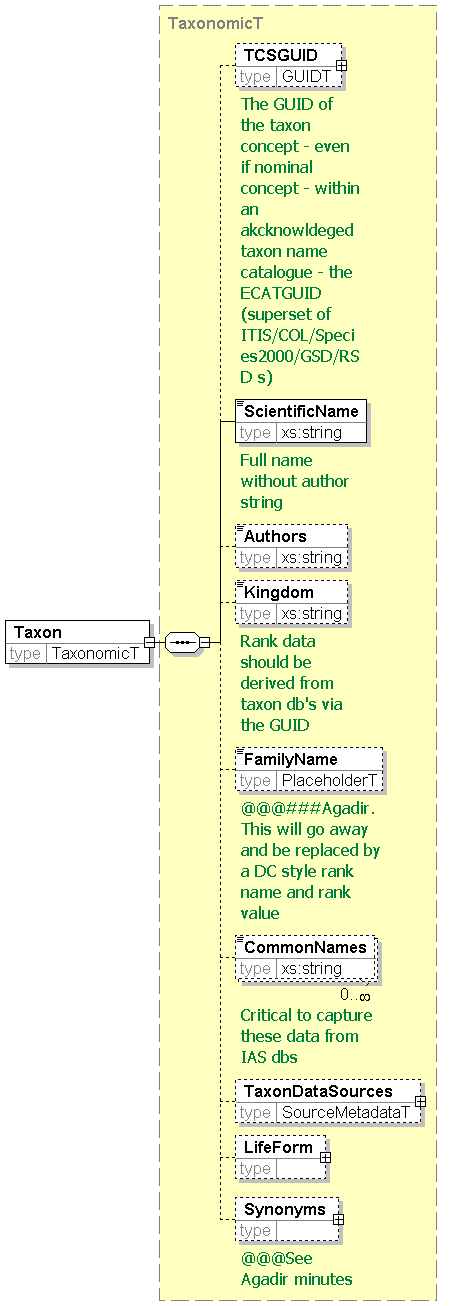 TaxonomicT
TCSGUID
type GUIDT
The GUID of
the taxon
concept - even
if nominal
concept - within
an
akcknowldeged
taxon name
catalogue - the
ECATGUID
(superset of
ITIS/COL/Speci
es2000/GSD/RS
D s)
ScientificName
type xs:string
Full name
without author
string
Authors
type xs:string
Kingdom
type xs:string
Rank data
should be
derived from
taxon db's via
the GUID
Taxon
type TaxonomicT
FamilyName
type PlaceholderT
@@@###Agadir.
This will go away
and be replaced by
a DC style rank
name and rank
value
CommonNames
type xs:string
0..∞
Critical to capture
these data from
IAS dbs
TaxonDataSources
type SourceMetadataT
LifeForm
type
Synonyms
type
@@@See
Agadir minutes